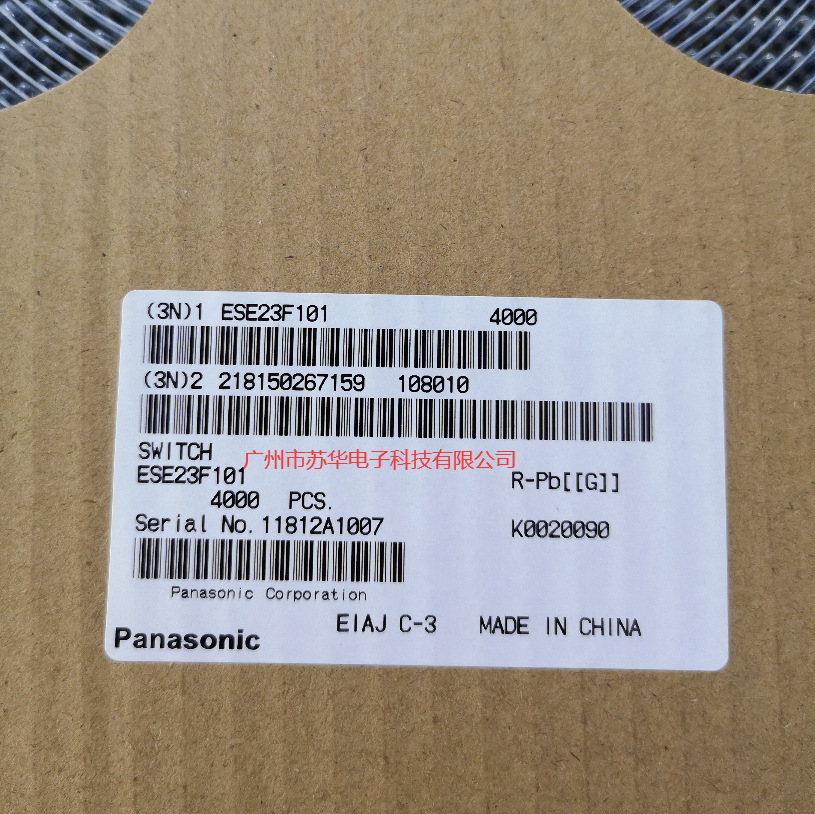 (3N)1 ESE23F101 4000
(3N)2 218150267159 108010
SWITCH
广州市苏华电子科技有限公司
ESE23F101 R-Pb[[G]]
4000 PCS.
Serial No. 11812A1007 K0020090
Panasonic Corporation
EIAJ C-3 MADE IN CHINA
Panasonic